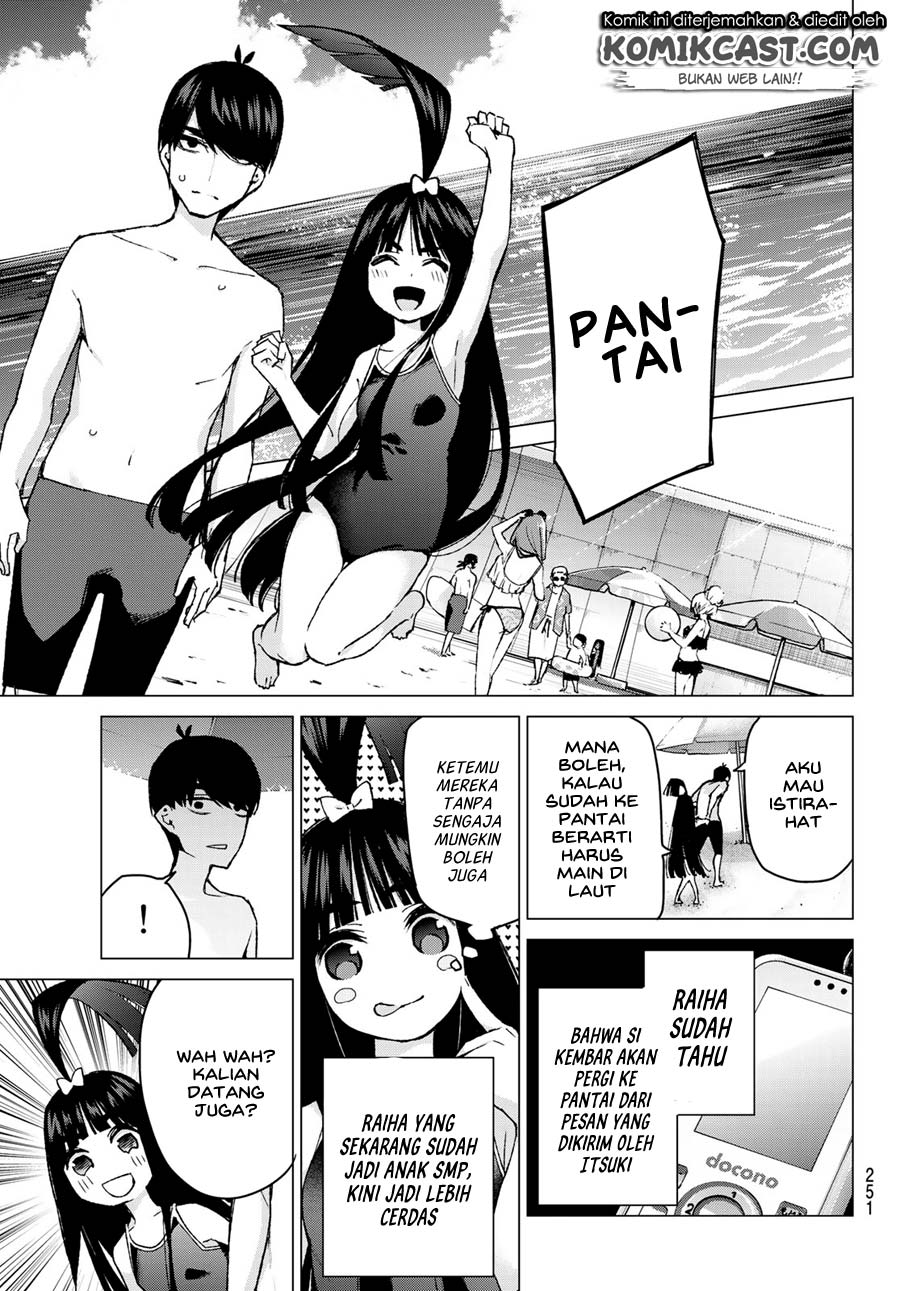 Komik ini diterjemahkan & diedit oleh
KOMIKCAST.COM
BUKAN WEB LAIN!!
PAN-
TAI
AKU
MAU
ISTIRA-
HAT
MANA
BOLEH,
KALAU
SUDAH KE
PANTAI
BERARTI
HARUS
MAIN DI
LAUT
KETEMU
MEREKA
TANPA
SENGAJA
MUNGKIN
BOLEH
JUGA
!
RAIHA
SUDAH
TAHU
BAHWA SI
KEMBAR AKAN
PERGI KE
PANTAI DARI
PESAN YANG
DIKIRIM OLEH
ITSUKI
docono
1
2
RAIHA YANG
SEKARANG SUDAH
JADI ANAK SMP,
KINI JADI LEBIH
CERDAS
WAH WAH?
KALIAN
DATANG
JUGA?
251